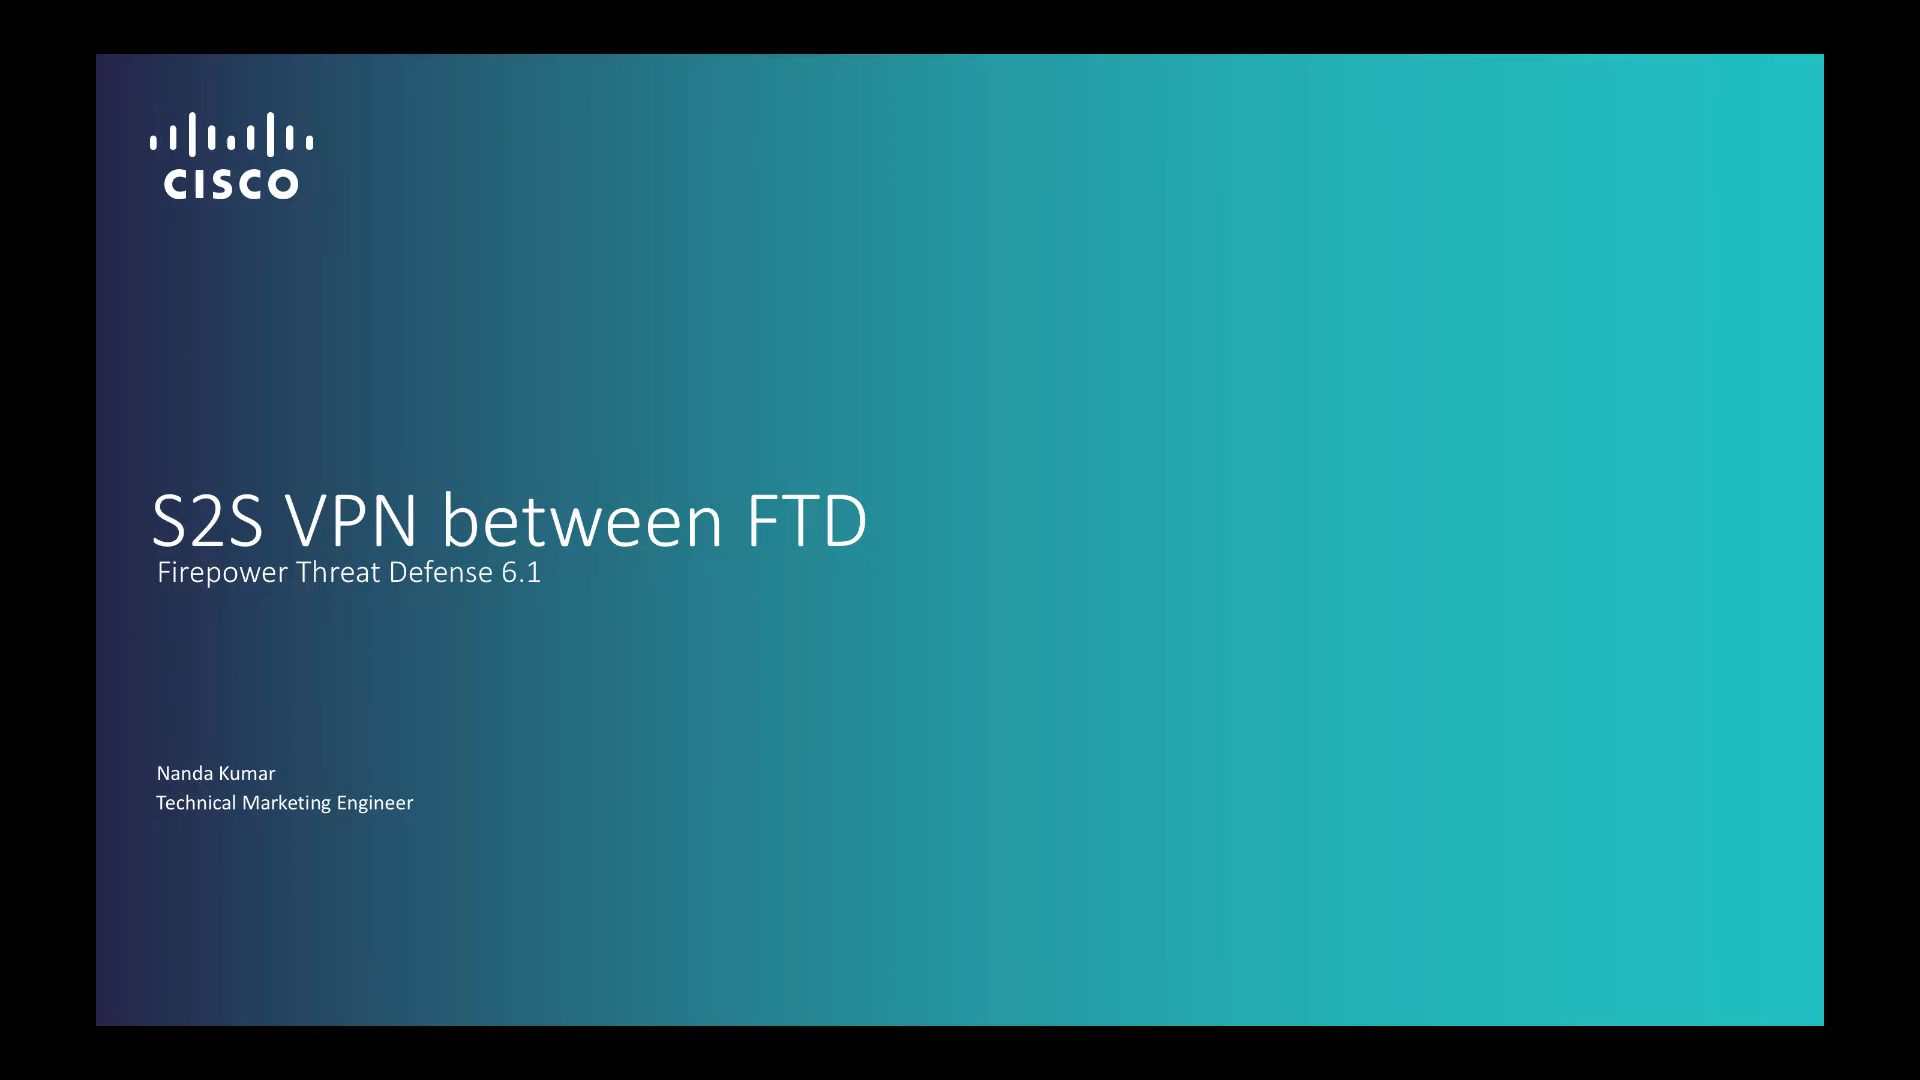 CISCO
S2S VPN between FTD
Firepower Threat Defense 6.1
Nanda Kumar
Technical Marketing Engineer